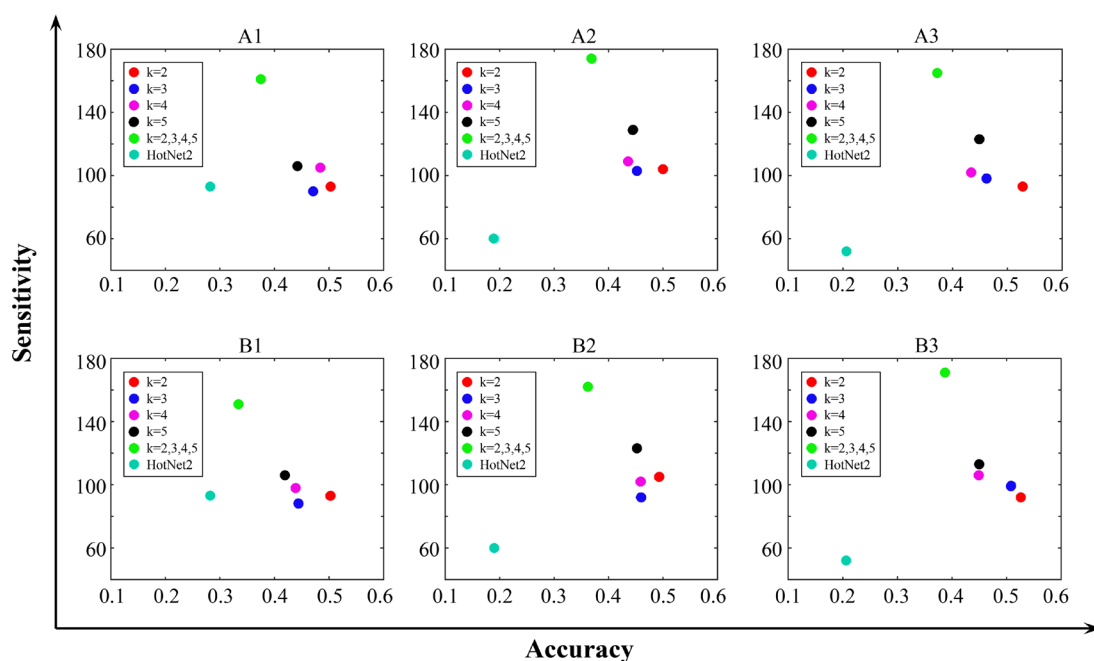 Sensitivity
A1
180
140
100
60
k=2
k=3
k=4
k=5
k=2,3,4,5
HotNet2
0.1 0.2 0.3 0.4 0.5 0.6
A2
180
140
100
60
k=2
k=3
k=4
k=5
k=2,3,4,5
HotNet2
0.1 0.2 0.3 0.4 0.5 0.6
A3
180
140
100
60
k=2
k=3
k=4
k=5
k=2,3,4,5
HotNet2
0.1 0.2 0.3 0.4 0.5 0.6
B1
180
140
100
60
k=2
k=3
k=4
k=5
k=2,3,4,5
HotNet2
0.1 0.2 0.3 0.4 0.5 0.6
B2
180
140
100
60
k=2
k=3
k=4
k=5
k=2,3,4,5
HotNet2
0.1 0.2 0.3 0.4 0.5 0.6
B3
180
140
100
60
k=2
k=3
k=4
k=5
k=2,3,4,5
HotNet2
0.1 0.2 0.3 0.4 0.5 0.6
Accuracy